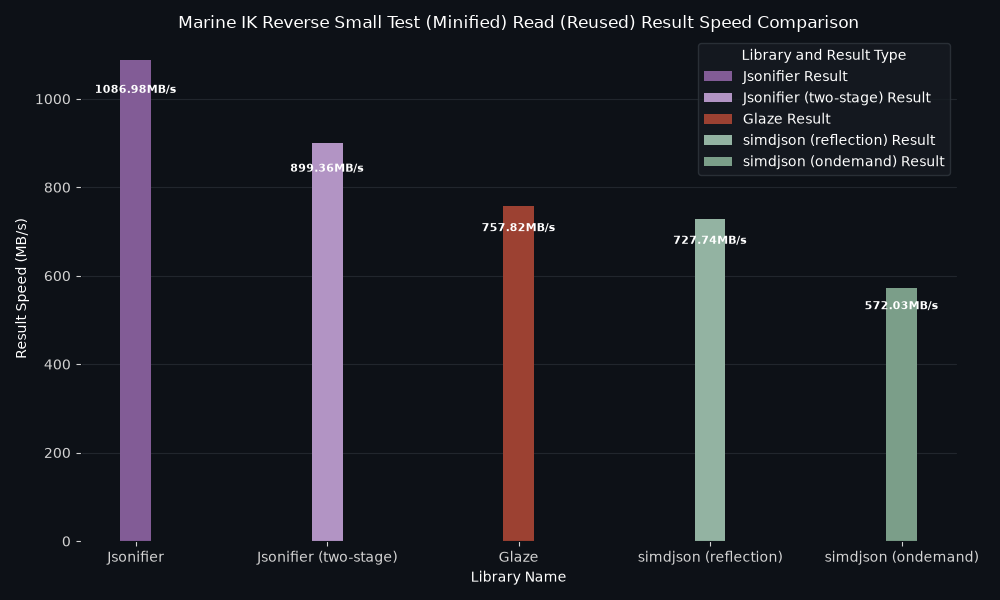 Marine IK Reverse Small Test (Minified) Read (Reused) Result Speed Comparison
Library and Result Type
Jsonifier Result
Jsonifier (two-stage) Result
Glaze Result
simdjson (reflection) Result
simdjson (ondemand) Result
Result Speed (MB/s)
1000
800
600
400
200
0
1086.98MB/s
899.36MB/s
757.82MB/s
727.74MB/s
572.03MB/s
Jsonifier
Jsonifier (two-stage)
Glaze
simdjson (reflection)
simdjson (ondemand)
Library Name